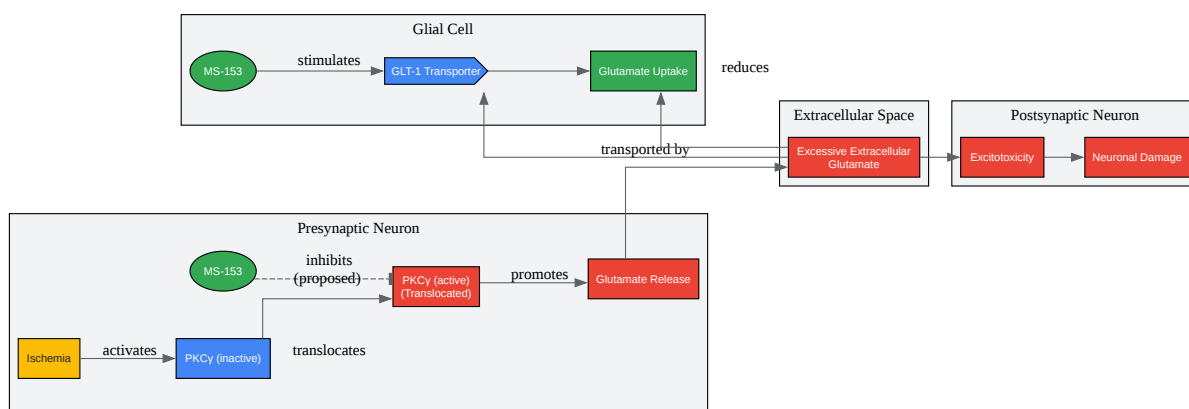 Glial Cell
MS-153
stimulates
GLT-1 Transporter
Glutamate Uptake
reduces
Extracellular Space
Excessive Extracellular
Glutamate
transported by
Postsynaptic Neuron
Excitotoxicity
Neuronal Damage
Presynaptic Neuron
MS-153
inhibits
(proposed)
PKCγ (active)
(Translocated)
promotes
Glutamate Release
Ischemia
activates
PKCγ (inactive)
translocates